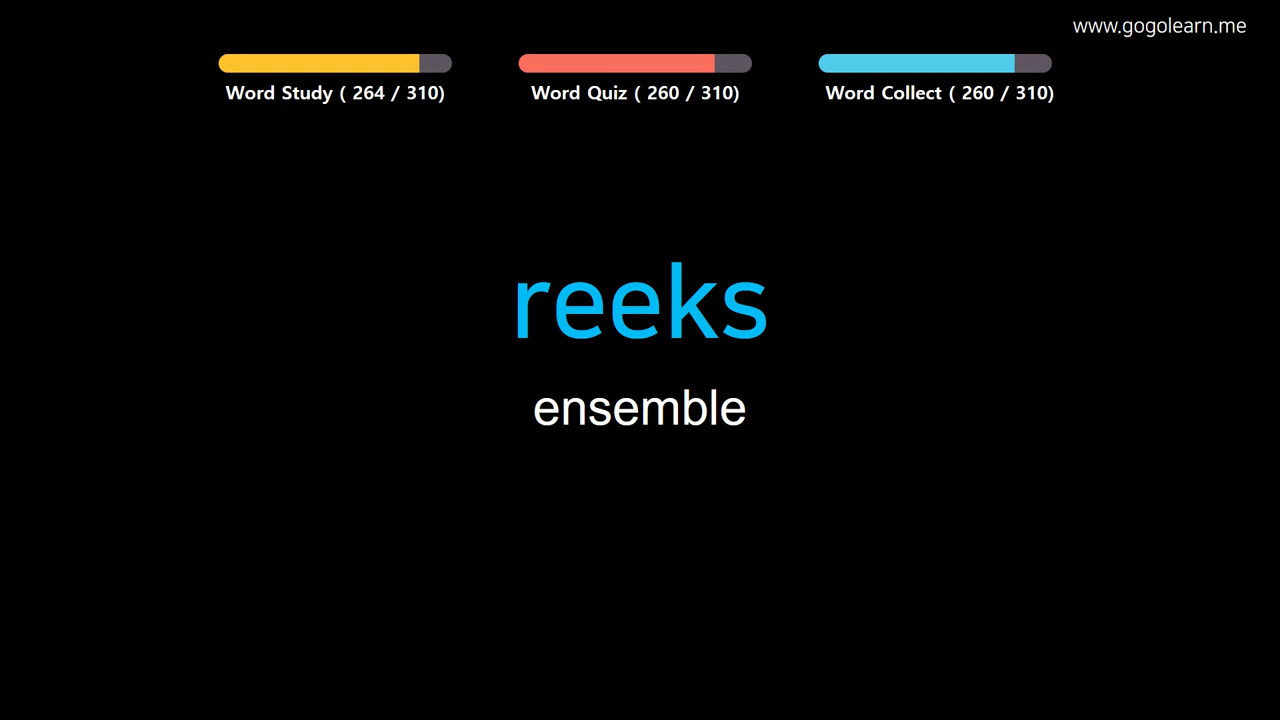 www.gogolearn.me
Word Study ( 264 / 310)
Word Quiz ( 260 / 310)
Word Collect ( 260 / 310)
reeks
ensemble